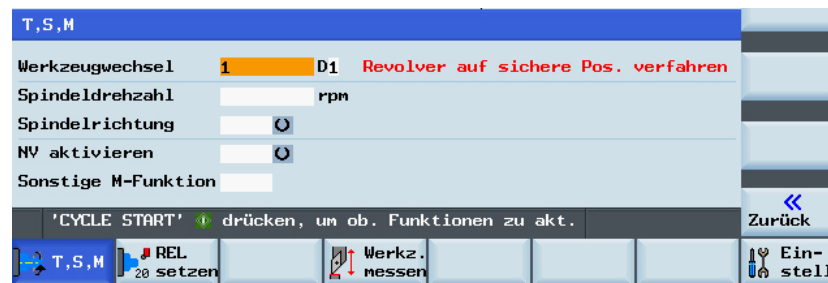 T,S,M
Werkzeugwechsel 1 D1 Revolver auf sichere Pos. verfahren
Spindeldrehzahl rpm
Spindelrichtung
NV aktivieren
Sonstige M-Funktion
'CYCLE START' drücken, um ob. Funktionen zu akt.
Zurück
T,S,M
REL
20 setzen
Werkz.
messen
Ein-
stell